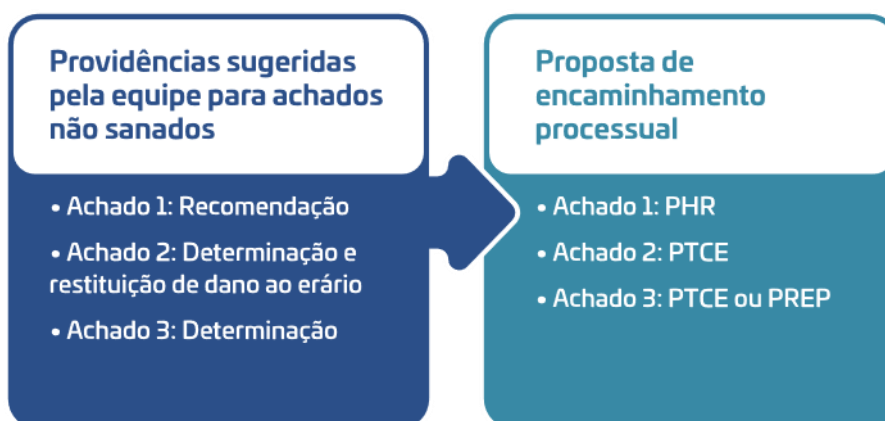 Providências sugeridas
pela equipe para achados
não sanados
• Achado 1: Recomendação
• Achado 2: Determinação e
restituição de dano ao erário
• Achado 3: Determinação
Proposta de
encaminhamento
processual
• Achado 1: PHR
• Achado 2: PTCE
• Achado 3: PTCE ou PREP